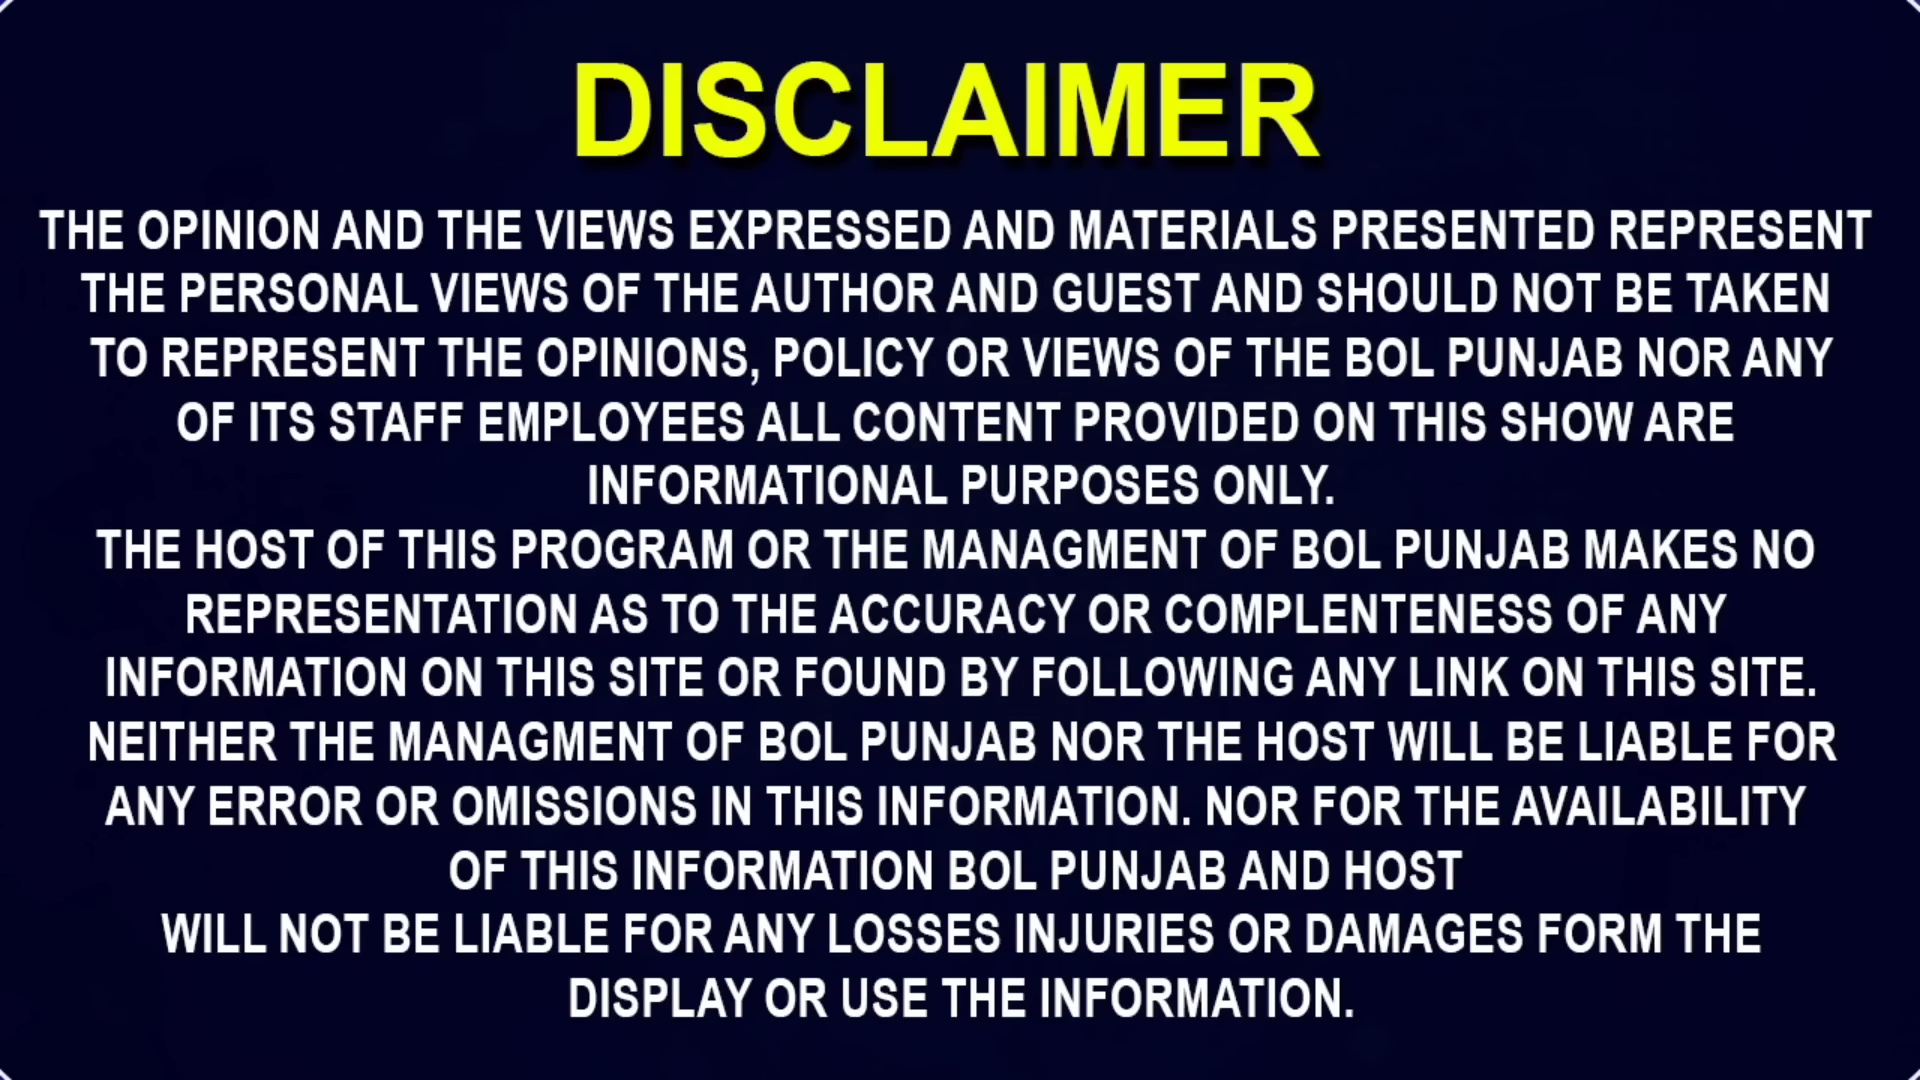 DISCLAIMER
THE OPINION AND THE VIEWS EXPRESSED AND MATERIALS PRESENTED REPRESENT
THE PERSONAL VIEWS OF THE AUTHOR AND GUEST AND SHOULD NOT BE TAKEN
TO REPRESENT THE OPINIONS, POLICY OR VIEWS OF THE BOL PUNJAB NOR ANY
OF ITS STAFF EMPLOYEES ALL CONTENT PROVIDED ON THIS SHOW ARE
INFORMATIONAL PURPOSES ONLY.
THE HOST OF THIS PROGRAM OR THE MANAGMENT OF BOL PUNJAB MAKES NO
REPRESENTATION AS TO THE ACCURACY OR COMPLENTENESS OF ANY
INFORMATION ON THIS SITE OR FOUND BY FOLLOWING ANY LINK ON THIS SITE.
NEITHER THE MANAGMENT OF BOL PUNJAB NOR THE HOST WILL BE LIABLE FOR
ANY ERROR OR OMISSIONS IN THIS INFORMATION. NOR FOR THE AVAILABILITY
OF THIS INFORMATION BOL PUNJAB AND HOST
WILL NOT BE LIABLE FOR ANY LOSSES INJURIES OR DAMAGES FORM THE
DISPLAY OR USE THE INFORMATION.